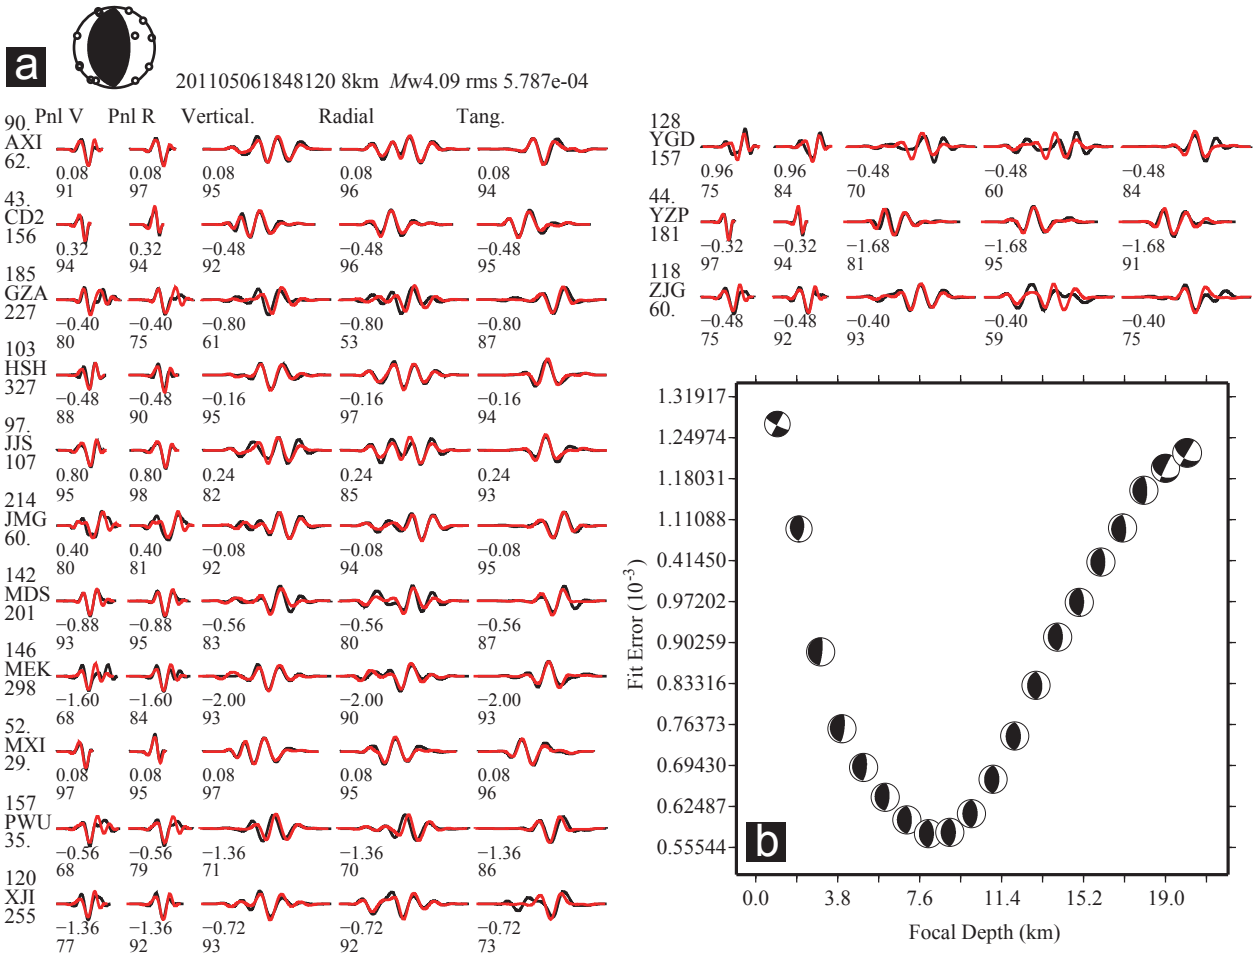 a
201105061848120 8km Mw4.09 rms 5.787e-04
Pnl V Pnl R Vertical. Radial Tang.
90.
AXI
62.
0.08 0.08 0.08 0.08 0.08
91 97 95 96 94
43.
CD2
156
0.32 0.32 −0.48 −0.48 −0.48
94 94 92 96 95
185
GZA
227
−0.40 −0.40 −0.80 −0.80 −0.80
80 75 61 53 87
103
HSH
327
−0.48 −0.48 −0.16 −0.16 −0.16
88 90 95 97 94
97.
JJS
107
0.80 0.80 0.24 0.24 0.24
95 98 82 85 93
214
JMG
60.
0.40 0.40 −0.08 −0.08 −0.08
80 81 92 94 95
142
MDS
201
−0.88 −0.88 −0.56 −0.56 −0.56
93 95 83 80 87
146
MEK
298
−1.60 −1.60 −2.00 −2.00 −2.00
68 84 93 90 93
52.
MXI
29.
0.08 0.08 0.08 0.08 0.08
97 95 97 95 96
157
PWU
35.
−0.56 −0.56 −1.36 −1.36 −1.36
68 79 71 70 86
120
XJI
255
−1.36 −1.36 −0.72 −0.72 −0.72
77 92 93 92 73
128
YGD
157
0.96 0.96 −0.48 −0.48 −0.48
75 84 70 60 84
44.
YZP
181
−0.32 −0.32 −1.68 −1.68 −1.68
97 94 81 95 91
118
ZJG
60.
−0.48 −0.48 −0.40 −0.40 −0.40
75 92 93 59 75
1.31917
1.24974
1.18031
1.11088
0.41450
0.97202
0.90259
0.83316
0.76373
0.69430
0.62487
0.55544
Fit Error (10⁻³)
b
0.0 3.8 7.6 11.4 15.2 19.0
Focal Depth (km)